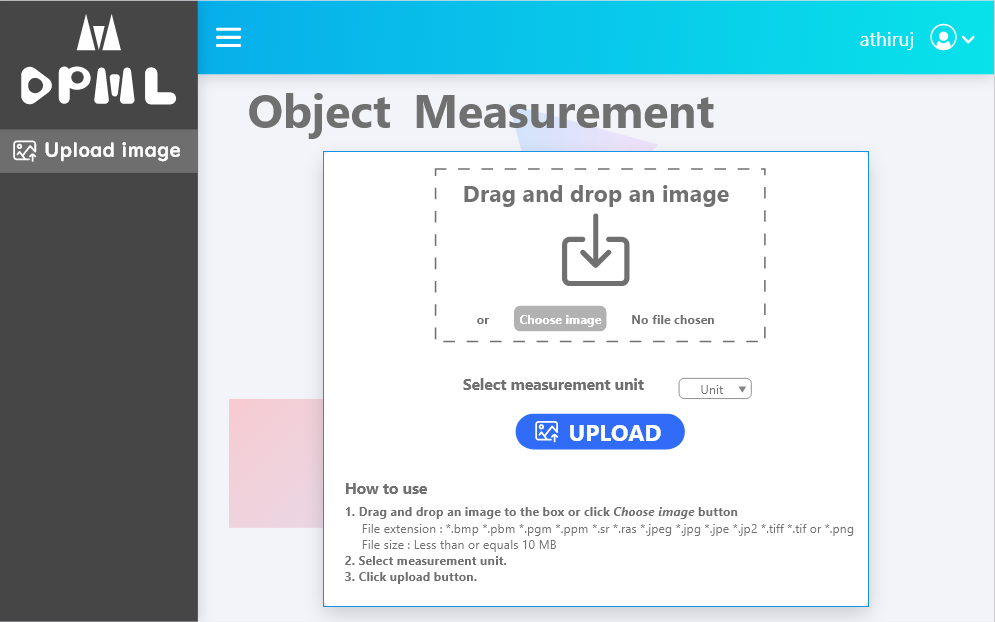 DPML
athiruj
Upload image
Object Measurement
Drag and drop an image
or Choose image No file chosen
Select measurement unit Unit
UPLOAD
How to use
1. Drag and drop an image to the box or click Choose image button
File extension : *.bmp *.pbm *.pgm *.ppm *.sr *.ras *.jpeg *.jpg *.jpe *.jp2 *.tiff *.tif or *.png
File size : Less than or equals 10 MB
2. Select measurement unit.
3. Click upload button.